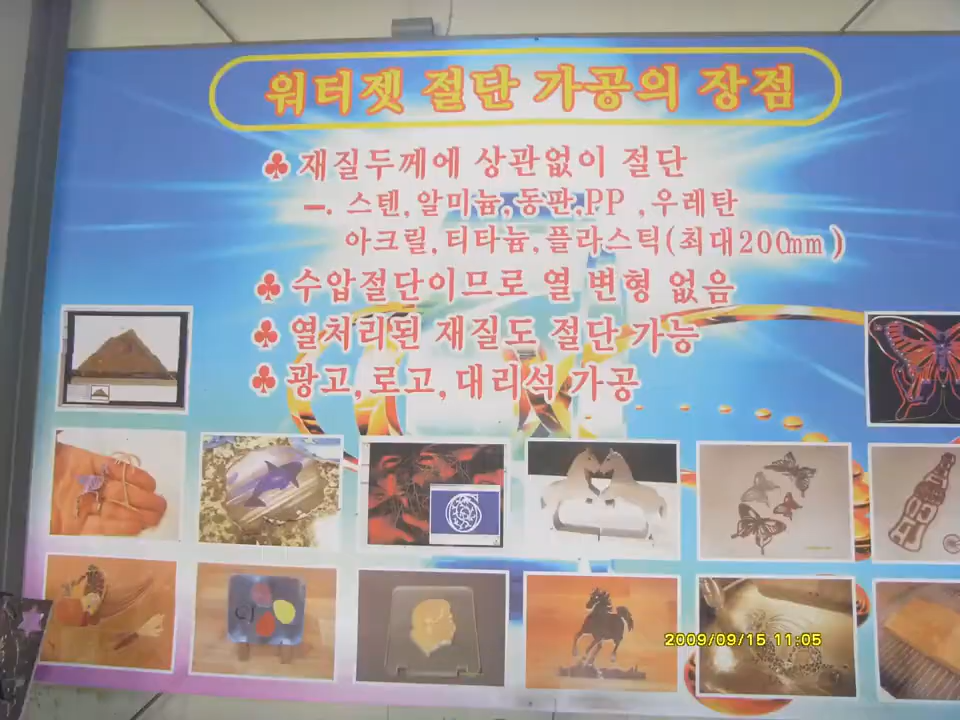 워터젯 절단 가공의 장점
♣ 재질두께에 상관없이 절단
–. 스텐,알미늄,동판,PP ,우레탄
아크릴,티타늄,플라스틱(최대200mm)
♣ 수압절단이므로 열 변형 없음
♣ 열처리된 재질도 절단 가능
♣ 광고,로고,대리석 가공
2009/09/15 11:05